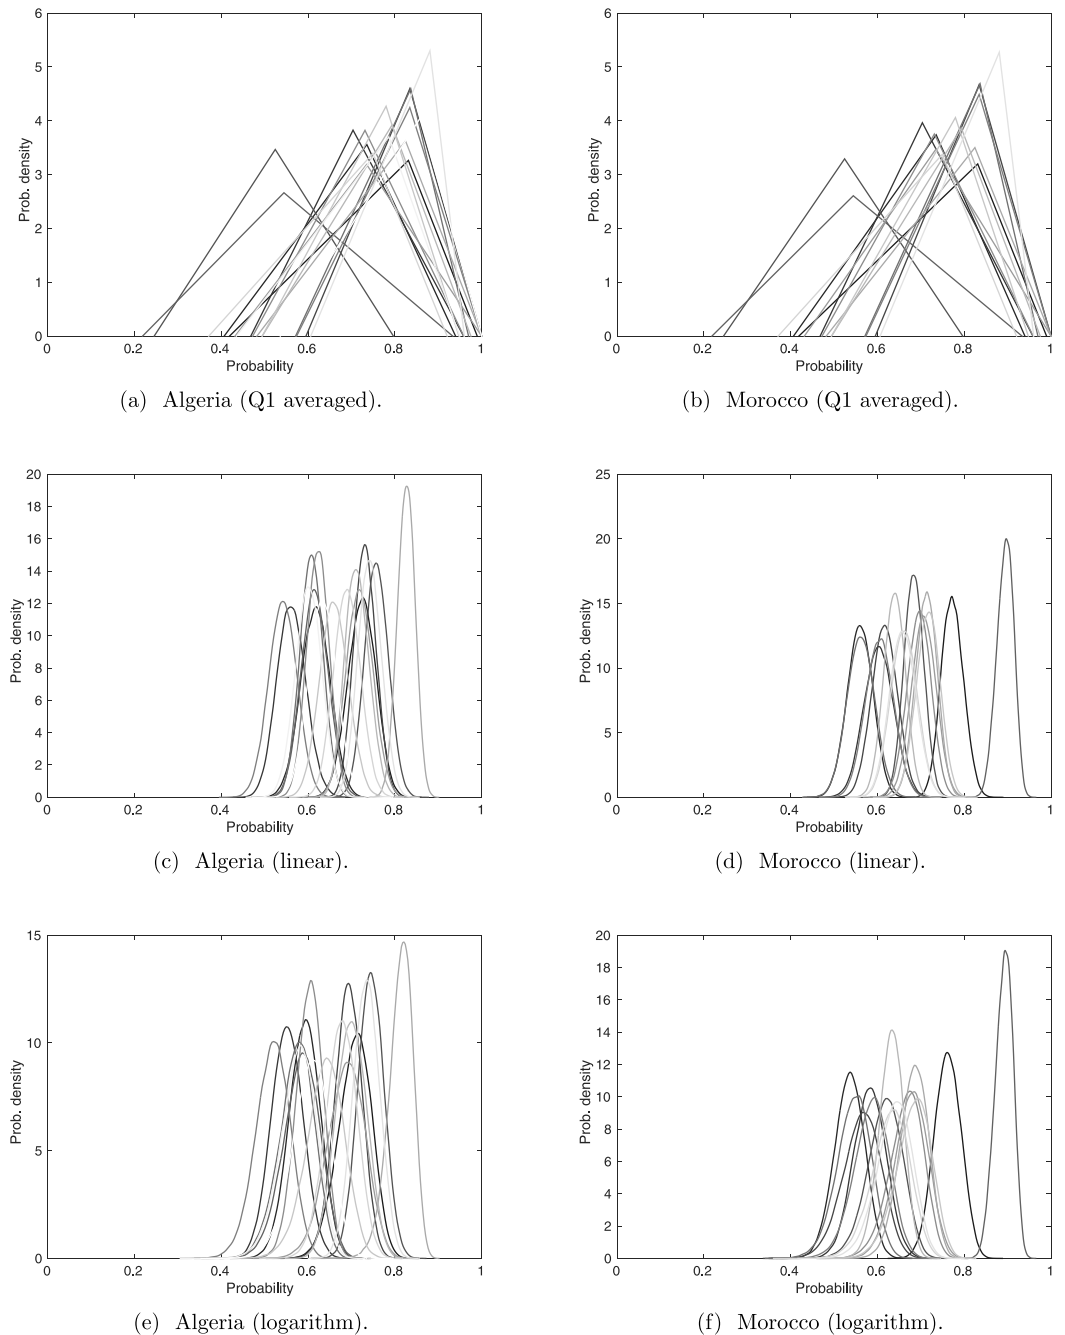 6
5
4
3
2
1
0
Prob. density
0 0.2 0.4 0.6 0.8 1
Probability
(a) Algeria (Q1 averaged).
6
5
4
3
2
1
0
Prob. density
0 0.2 0.4 0.6 0.8 1
Probability
(b) Morocco (Q1 averaged).
20
18
16
14
12
10
8
6
4
2
0
Prob. density
0 0.2 0.4 0.6 0.8 1
Probability
(c) Algeria (linear).
25
20
15
10
5
0
Prob. density
0 0.2 0.4 0.6 0.8 1
Probability
(d) Morocco (linear).
15
10
5
0
Prob. density
0 0.2 0.4 0.6 0.8 1
Probability
(e) Algeria (logarithm).
20
18
16
14
12
10
8
6
4
2
0
Prob. density
0 0.2 0.4 0.6 0.8 1
Probability
(f) Morocco (logarithm).